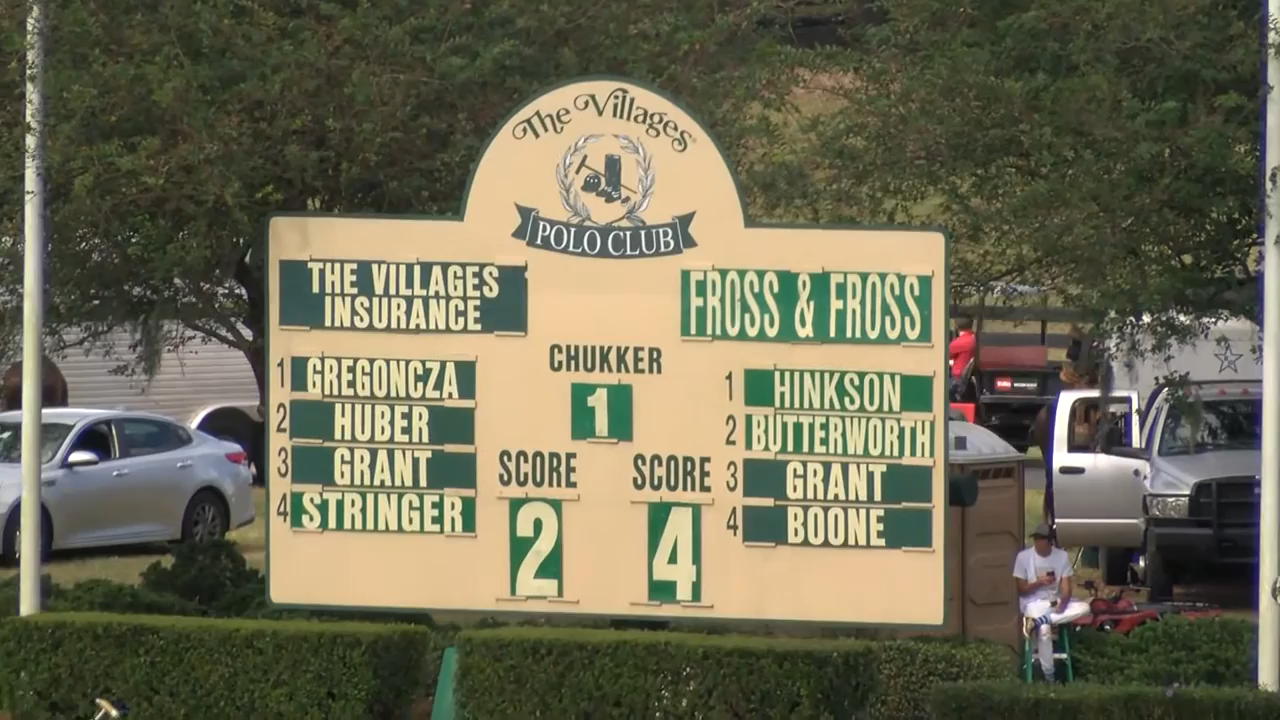 The Villages
POLO CLUB
THE VILLAGES
INSURANCE
FROSS & FROSS
CHUKKER
1
1 GREGONCZA
2 HUBER
3 GRANT
4 STRINGER
SCORE
2
SCORE
4
1 HINKSON
2 BUTTERWORTH
3 GRANT
4 BOONE